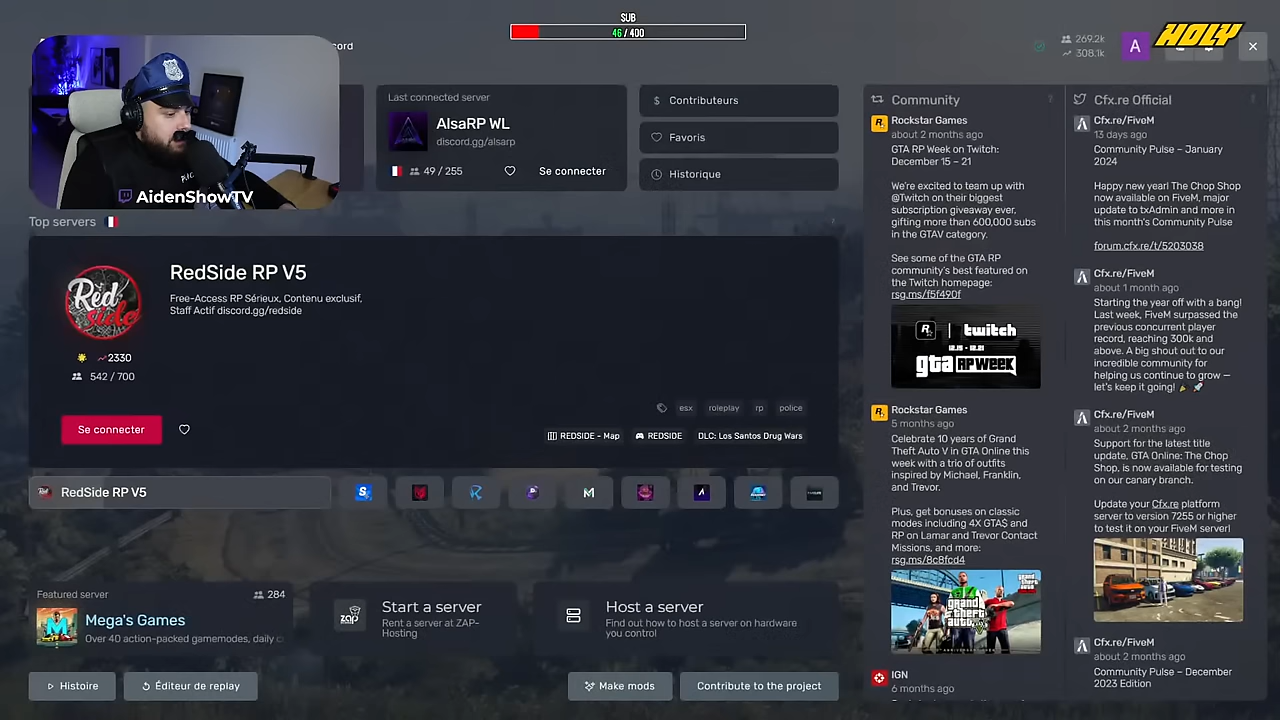 SUB
46 / 400
ord
269.2k
308.1k
A
HOLY
AidenShowTV
Last connected server
AlsaRP WL
discord.gg/alsarp
49 / 255
Se connecter
$ Contributeurs
Favoris
Historique
Top servers
RedSide RP V5
Free-Access RP Sérieux, Contenu exclusif,
Staff Actif discord.gg/redside
Red
side
2330
542 / 700
Se connecter
esx
roleplay
rp
police
REDSIDE - Map
REDSIDE
DLC: Los Santos Drug Wars
RedSide RP V5
Featured server
284
Mega's Games
Over 40 action-packed gamemodes, daily c
zap
Start a server
Rent a server at ZAP-
Hosting
Host a server
Find out how to host a server on hardware
you control
Histoire
Éditeur de replay
Make mods
Contribute to the project
Community
Rockstar Games
about 2 months ago
GTA RP Week on Twitch:
December 15 – 21
We're excited to team up with
@Twitch on their biggest
subscription giveaway ever,
gifting more than 600,000 subs
in the GTAV category.
See some of the GTA RP
community's best featured on
the Twitch homepage:
rsg.ms/f5f490f
R twitch
12.15 - 12.21
gta RP WEEK
Rockstar Games
5 months ago
Celebrate 10 years of Grand
Theft Auto V in GTA Online this
week with a trio of outfits
inspired by Michael, Franklin,
and Trevor.
Plus, get bonuses on classic
modes including 4X GTA$ and
RP on Lamar and Trevor Contact
Missions, and more:
rsg.ms/8c8fcd4
grand
theft
auto
IGN
6 months ago
Cfx.re Official
Cfx.re/FiveM
13 days ago
Community Pulse – January
2024
Happy new year! The Chop Shop
now available on FiveM, major
update to txAdmin and more in
this month's Community Pulse
forum.cfx.re/t/5203038
Cfx.re/FiveM
about 1 month ago
Starting the year off with a bang!
Last week, FiveM surpassed the
previous concurrent player
record, reaching 300k and
above. A big shout out to our
incredible community for
helping us continue to grow —
let's keep it going! 🎉 🚀
Cfx.re/FiveM
about 2 months ago
Support for the latest title
update, GTA Online: The Chop
Shop, is now available for testing
on our canary branch.
Update your Cfx.re platform
server to version 7255 or higher
to test it on your FiveM server!
Cfx.re/FiveM
about 2 months ago
Community Pulse – December
2023 Edition